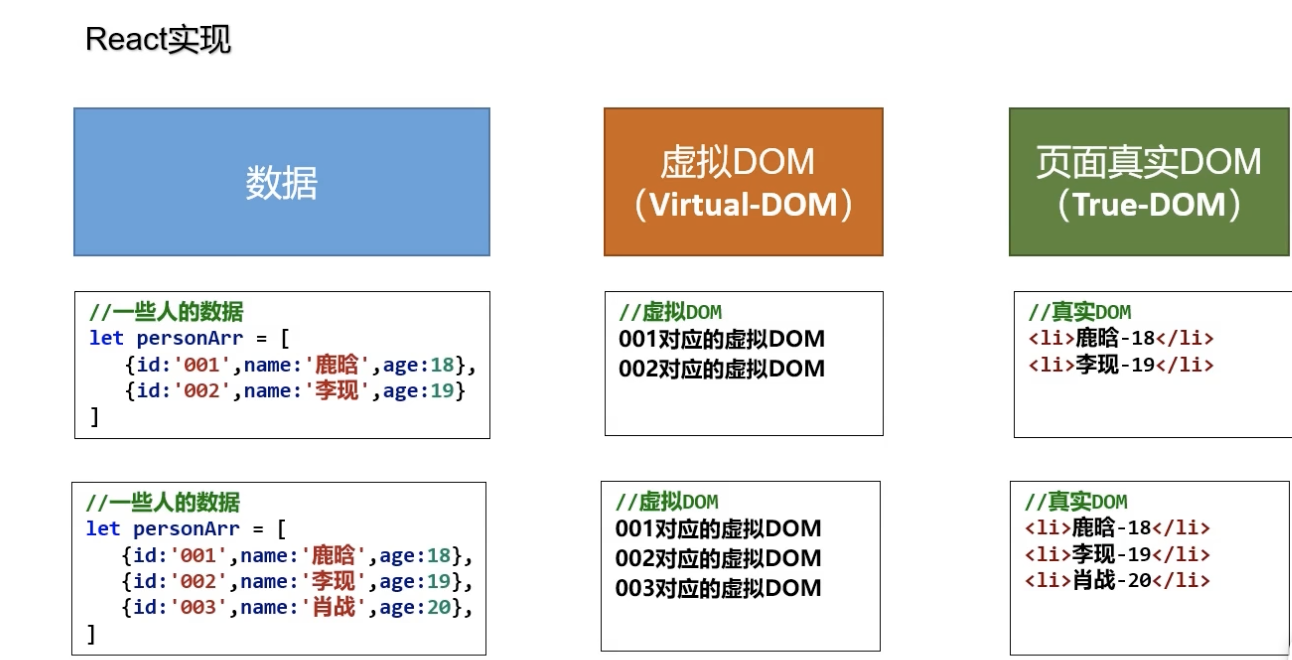 React实现
数据
虚拟DOM
（Virtual-DOM）
页面真实DOM
（True-DOM）
//一些人的数据
let personArr = [
{id:'001',name:'鹿晗',age:18},
{id:'002',name:'李现',age:19}
]
//虚拟DOM
001对应的虚拟DOM
002对应的虚拟DOM
//真实DOM
<li>鹿晗-18</li>
<li>李现-19</li>
//一些人的数据
let personArr = [
{id:'001',name:'鹿晗',age:18},
{id:'002',name:'李现',age:19},
{id:'003',name:'肖战',age:20},
]
//虚拟DOM
001对应的虚拟DOM
002对应的虚拟DOM
003对应的虚拟DOM
//真实DOM
<li>鹿晗-18</li>
<li>李现-19</li>
<li>肖战-20</li>